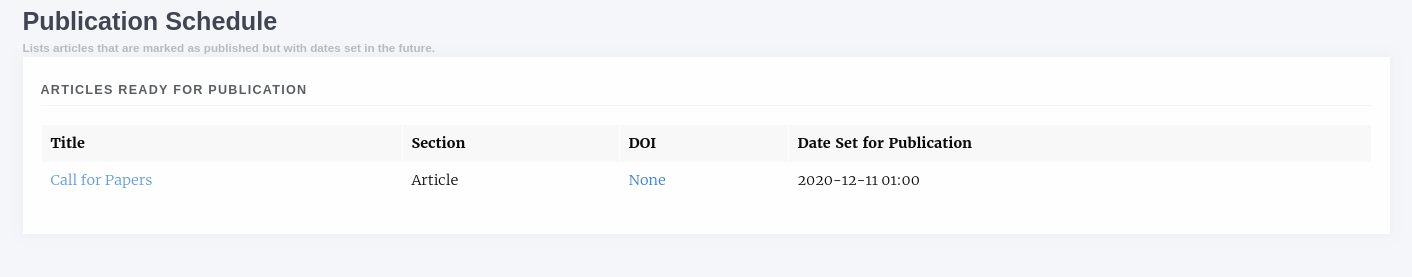 Publication Schedule
Lists articles that are marked as published but with dates set in the future.
ARTICLES READY FOR PUBLICATION
Title Section DOI Date Set for Publication
Call for Papers Article None 2020-12-11 01:00